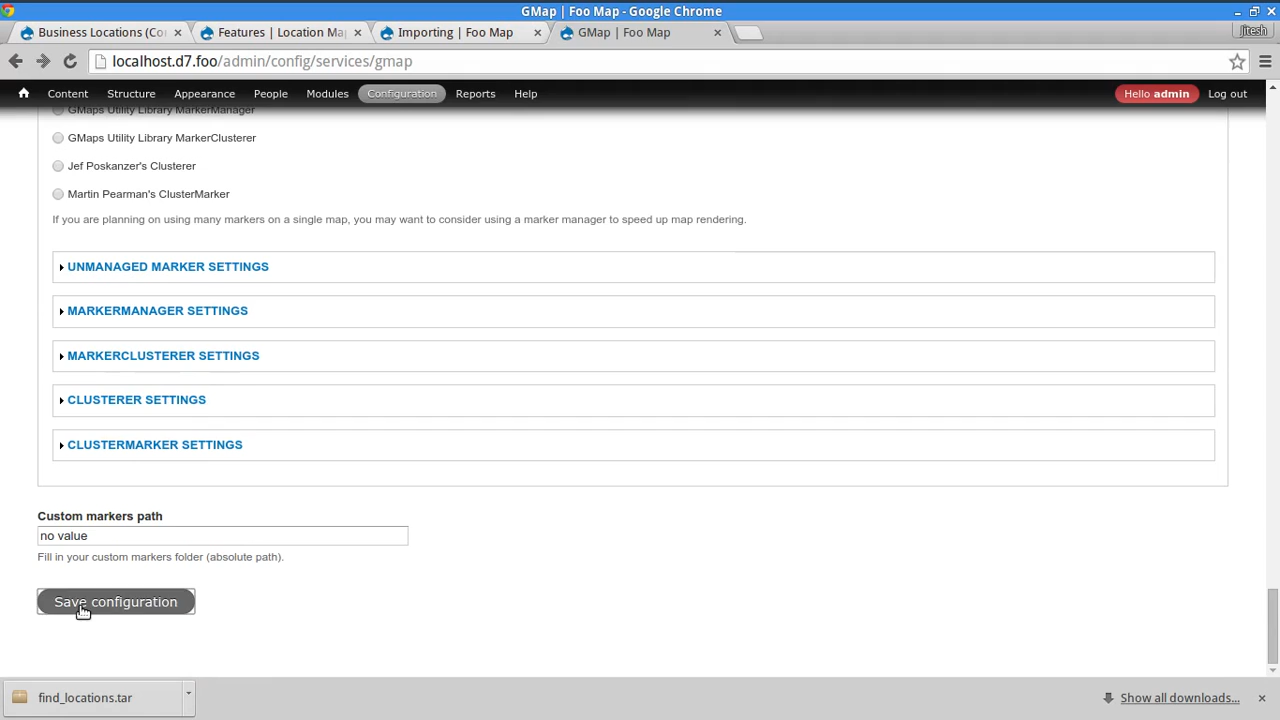 GMap | Foo Map - Google Chrome
Business Locations (Co
Features | Location Ma
Importing | Foo Map
GMap | Foo Map
jitesh
localhost.d7.foo/admin/config/services/gmap
Content Structure Appearance People Modules Configuration Reports Help Hello admin Log out
GMaps Utility Library MarkerManager
GMaps Utility Library MarkerClusterer
Jef Poskanzer's Clusterer
Martin Pearman's ClusterMarker
If you are planning on using many markers on a single map, you may want to consider using a marker manager to speed up map rendering.
UNMANAGED MARKER SETTINGS
MARKERMANAGER SETTINGS
MARKERCLUSTERER SETTINGS
CLUSTERER SETTINGS
CLUSTERMARKER SETTINGS
Custom markers path
no value
Fill in your custom markers folder (absolute path).
Save configuration
find_locations.tar
Show all downloads...